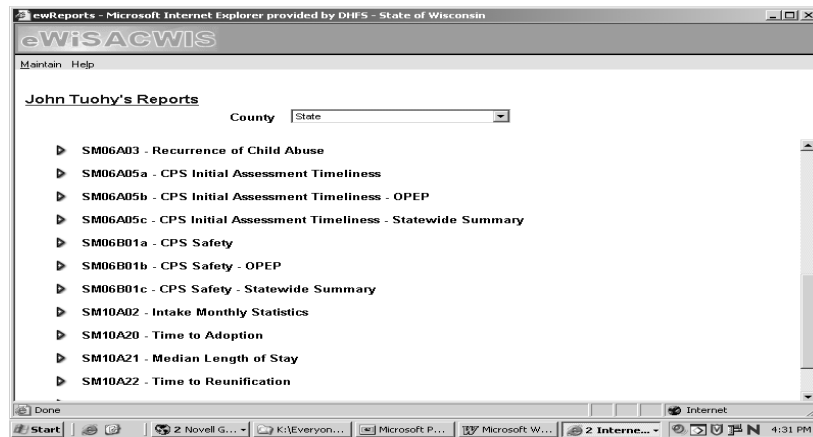 ewReports - Microsoft Internet Explorer provided by DHFS - State of Wisconsin
eWiSACWIS
Maintain Help
John Tuohy's Reports
County State
SM06A03 - Recurrence of Child Abuse
SM06A05a - CPS Initial Assessment Timeliness
SM06A05b - CPS Initial Assessment Timeliness - OPEP
SM06A05c - CPS Initial Assessment Timeliness - Statewide Summary
SM06B01a - CPS Safety
SM06B01b - CPS Safety - OPEP
SM06B01c - CPS Safety - Statewide Summary
SM10A02 - Intake Monthly Statistics
SM10A20 - Time to Adoption
SM10A21 - Median Length of Stay
SM10A22 - Time to Reunification
Done Internet
Start 2 Novell G... K:\Everyon... Microsoft P... Microsoft W... 2 Interne... 4:31 PM